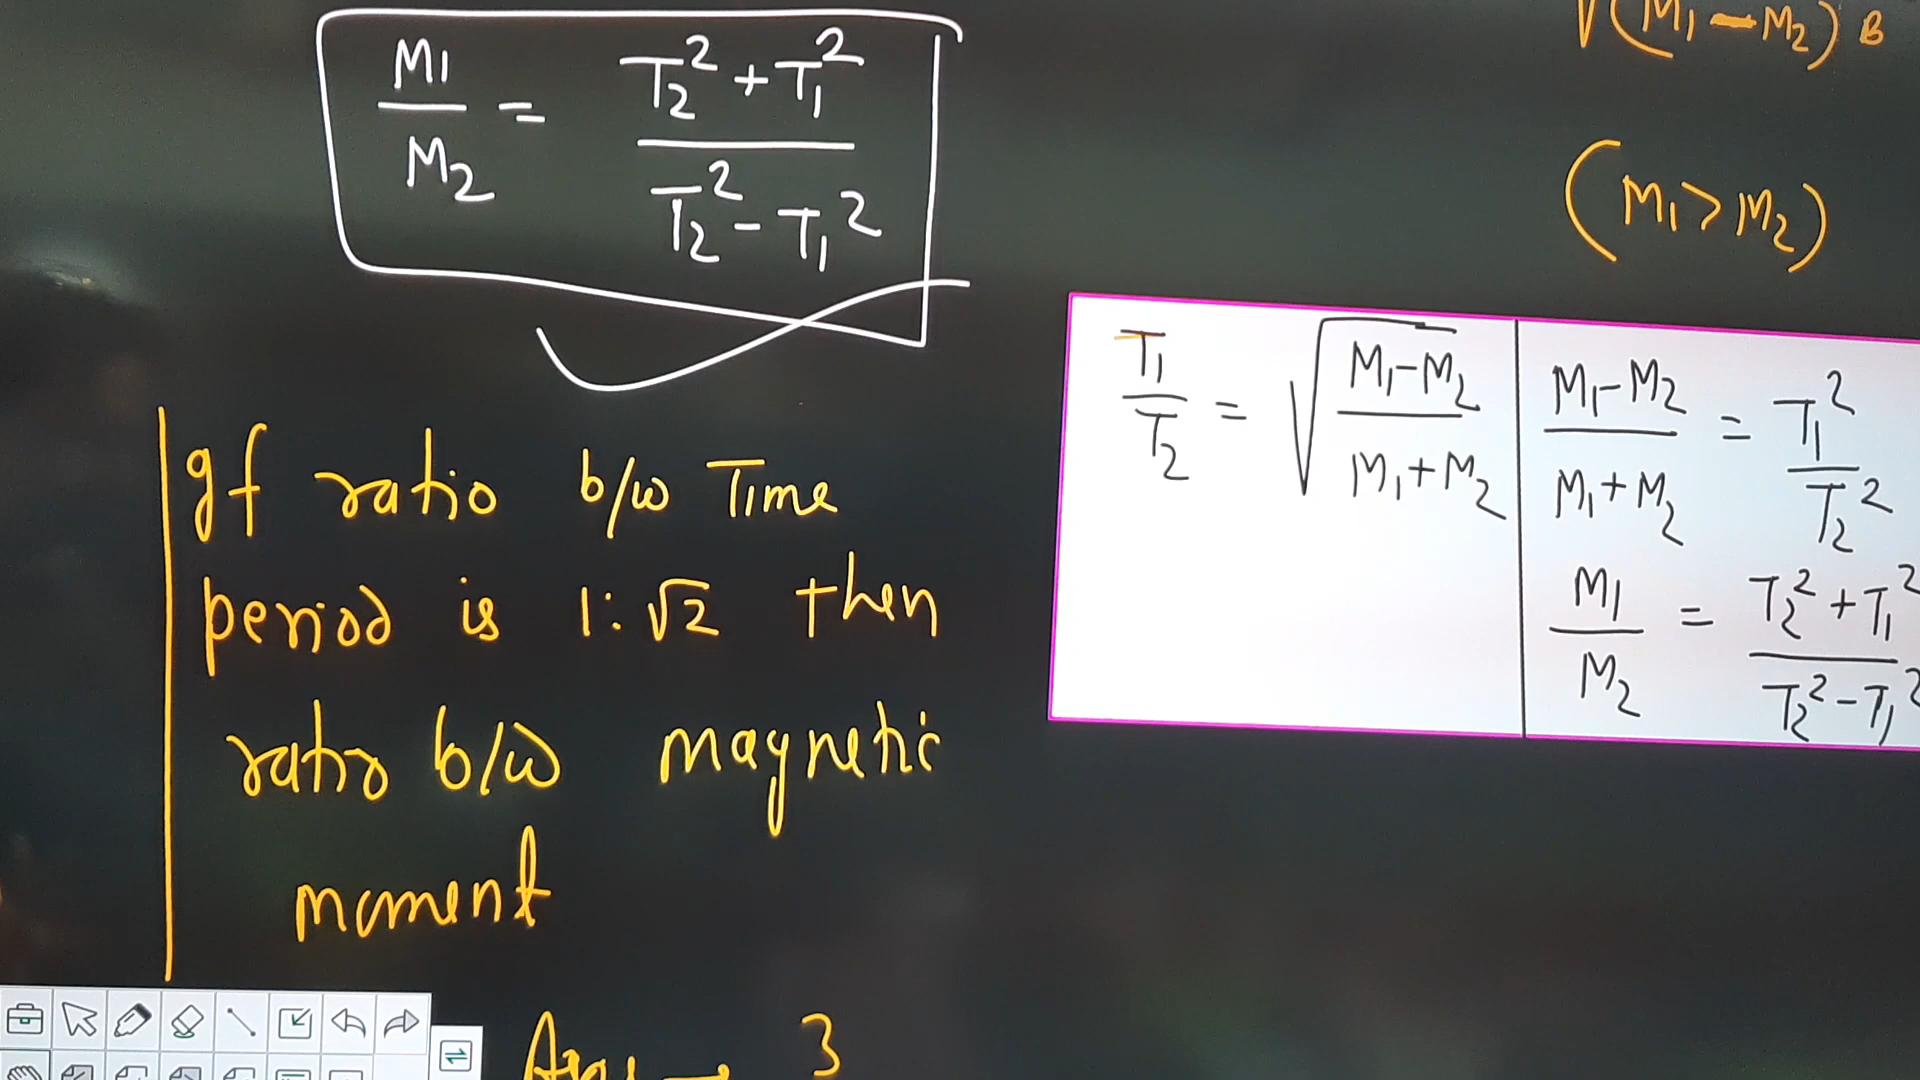 M1/M2 = (T2² + T1²)/(T2² - T1²)
√(M1 - M2) B
(M1 > M2)
T1/T2 = √((M1-M2)/(M1+M2))
(M1-M2)/(M1+M2) = T1²/T2²
M1/M2 = (T2² + T1²)/(T2² - T1²)
gf ratio b/w Time
period is 1:√2 then
ratio b/w magnetic
moment
Ans → 3